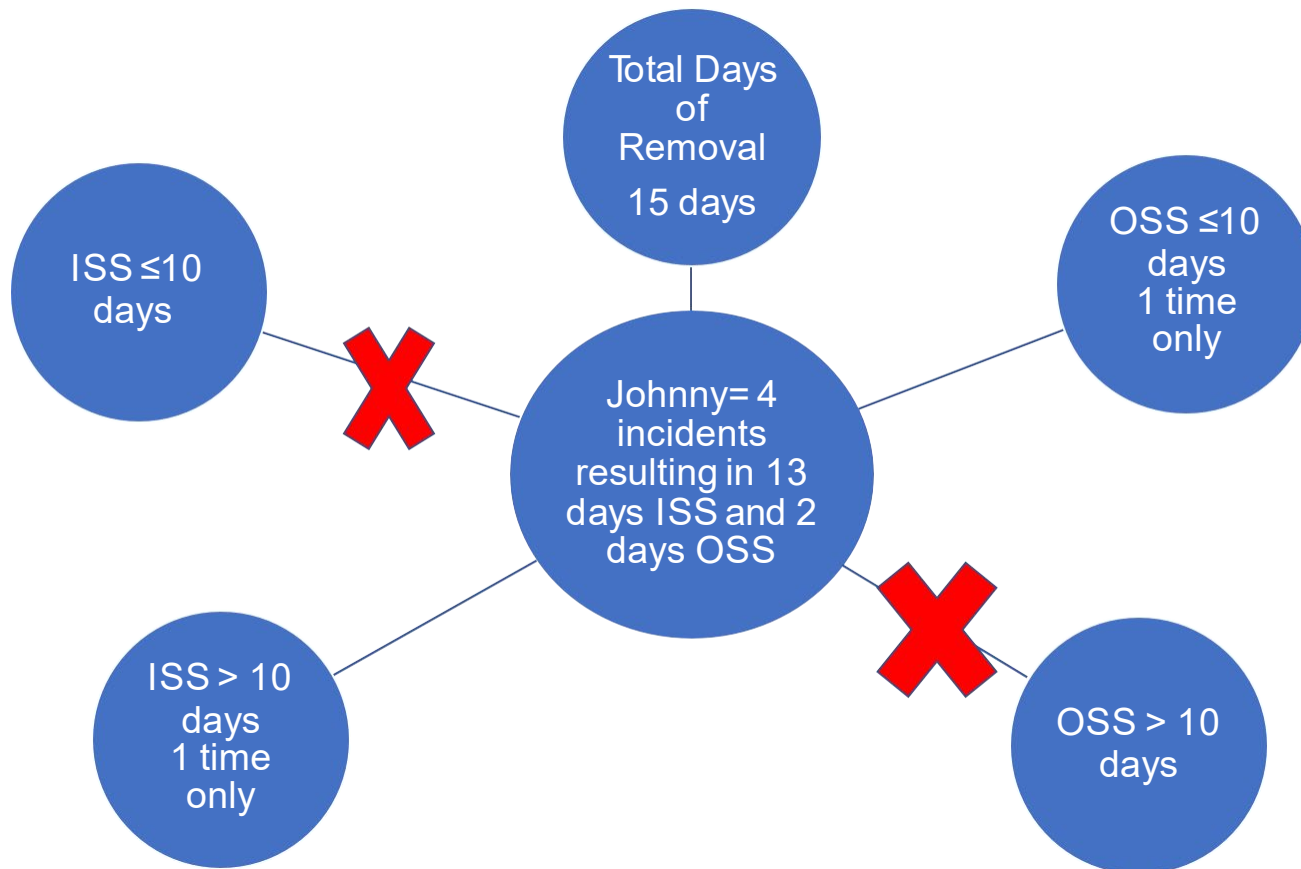 Total Days
of
Removal
15 days
ISS ≤10
days
OSS ≤10
days
1 time
only
Johnny= 4
incidents
resulting in 13
days ISS and 2
days OSS
ISS > 10
days
1 time
only
OSS > 10
days